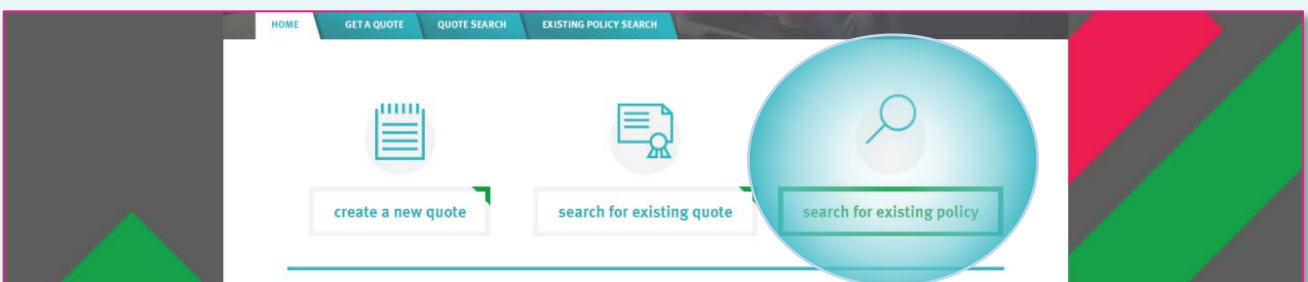 HOME GET A QUOTE QUOTE SEARCH EXISTING POLICY SEARCH
create a new quote search for existing quote search for existing policy